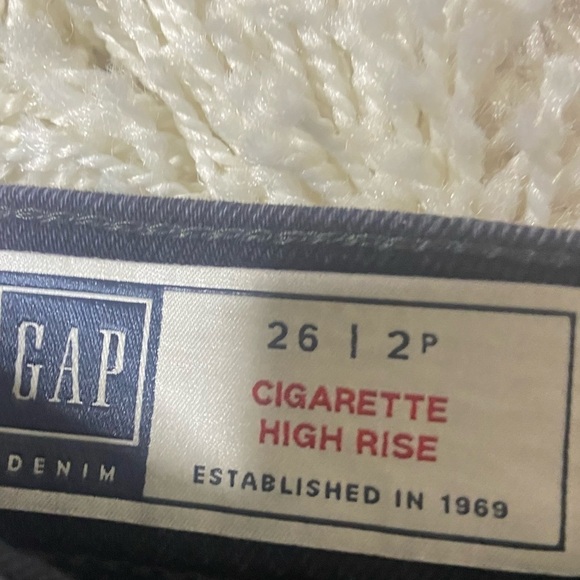 GAP
DENIM
26 | 2P
CIGARETTE
HIGH RISE
ESTABLISHED IN 1969